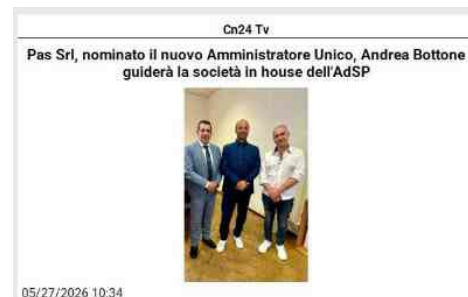 Cn24 Tv
Pas Srl, nominato il nuovo Amministratore Unico, Andrea Bottone
guiderà la società in house dell'AdSP
05/27/2026 10:34